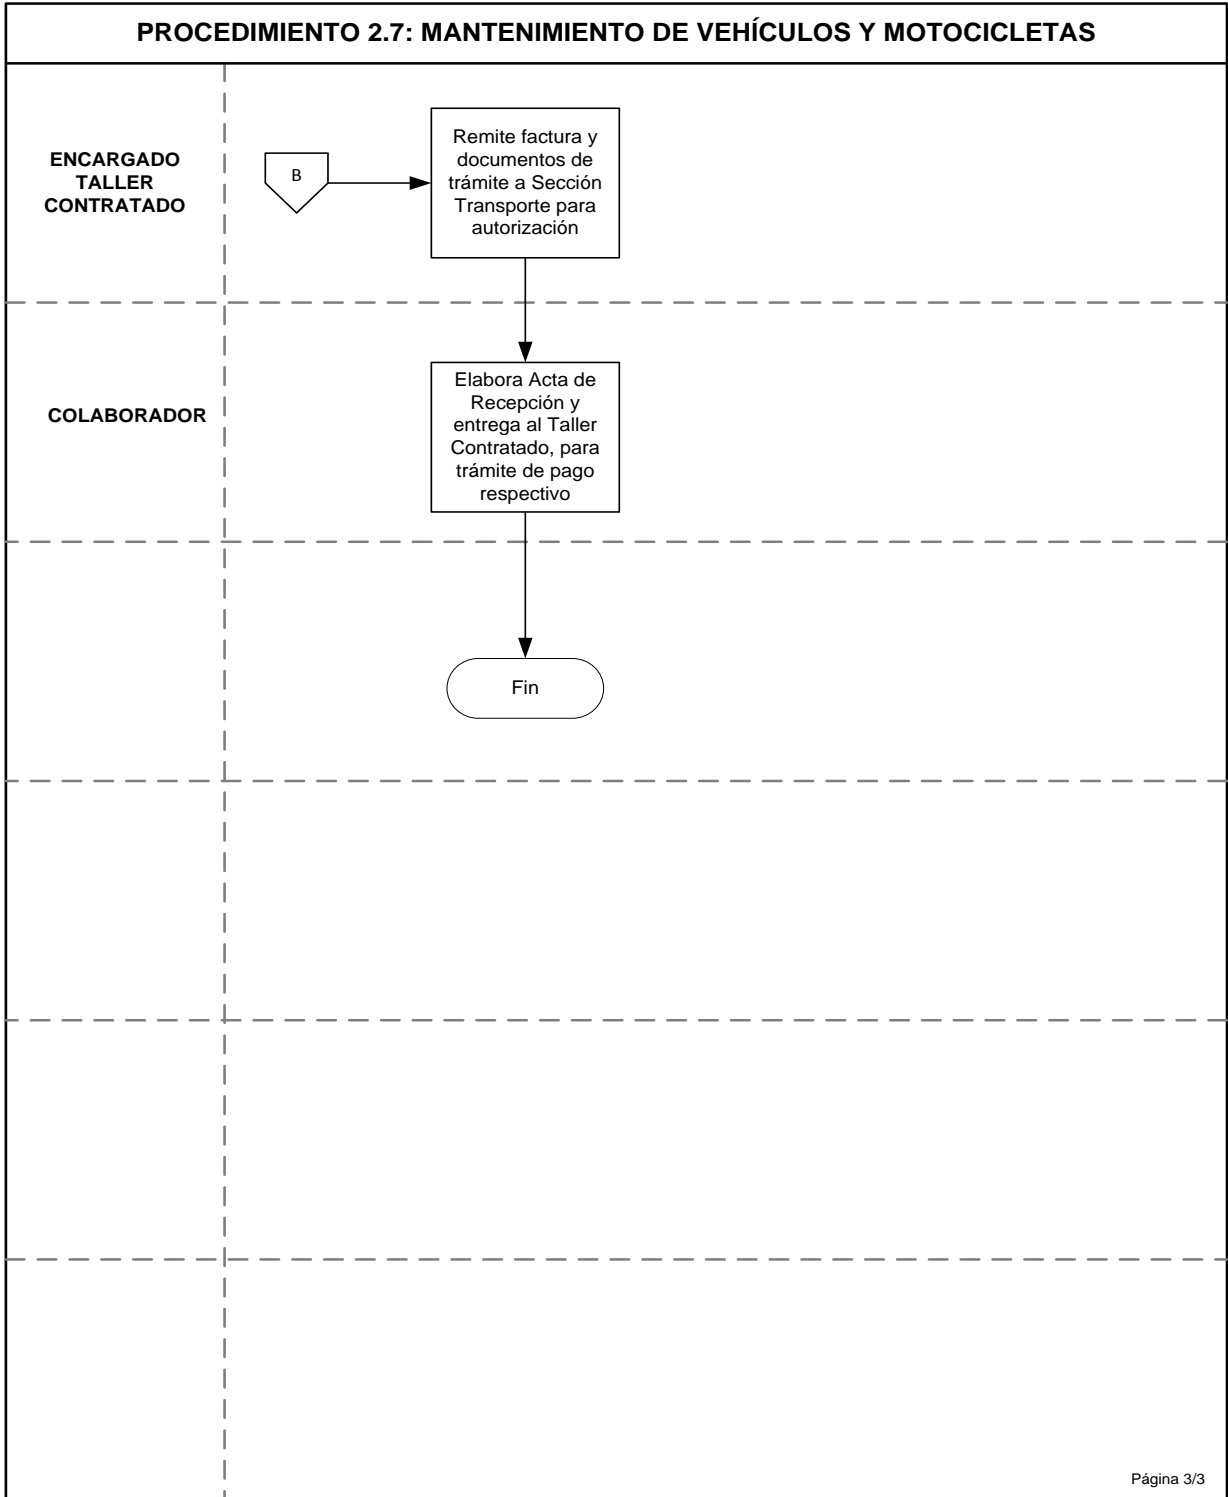 PROCEDIMIENTO 2.7: MANTENIMIENTO DE VEHÍCULOS Y MOTOCICLETAS
ENCARGADO
TALLER
CONTRATADO
B
Remite factura y
documentos de
trámite a Sección
Transporte para
autorización
COLABORADOR
Elabora Acta de
Recepción y
entrega al Taller
Contratado, para
trámite de pago
respectivo
Fin
Página 3/3